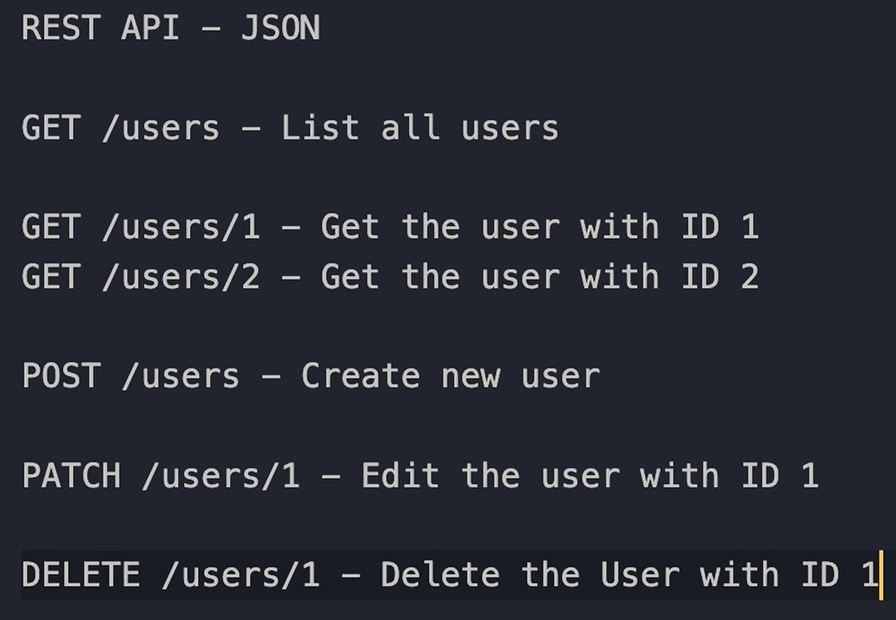 REST API – JSON
GET /users – List all users
GET /users/1 – Get the user with ID 1
GET /users/2 – Get the user with ID 2
POST /users – Create new user
PATCH /users/1 – Edit the user with ID 1
DELETE /users/1 – Delete the User with ID 1